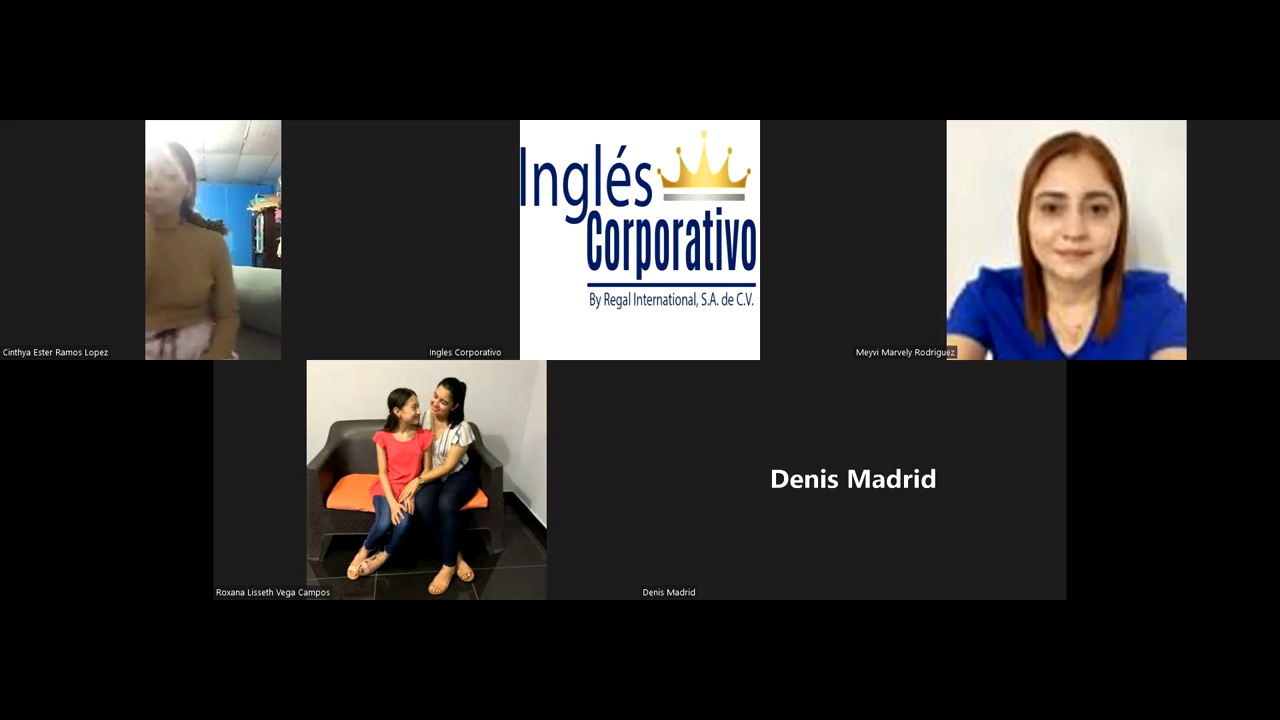 Inglés
Corporativo
By Regal International, S.A. de C.V.
Cinthya Ester Ramos Lopez
Ingles Corporativo
Meyvi Marvely Rodriguez
Denis Madrid
Roxana Lisseth Vega Campos
Denis Madrid